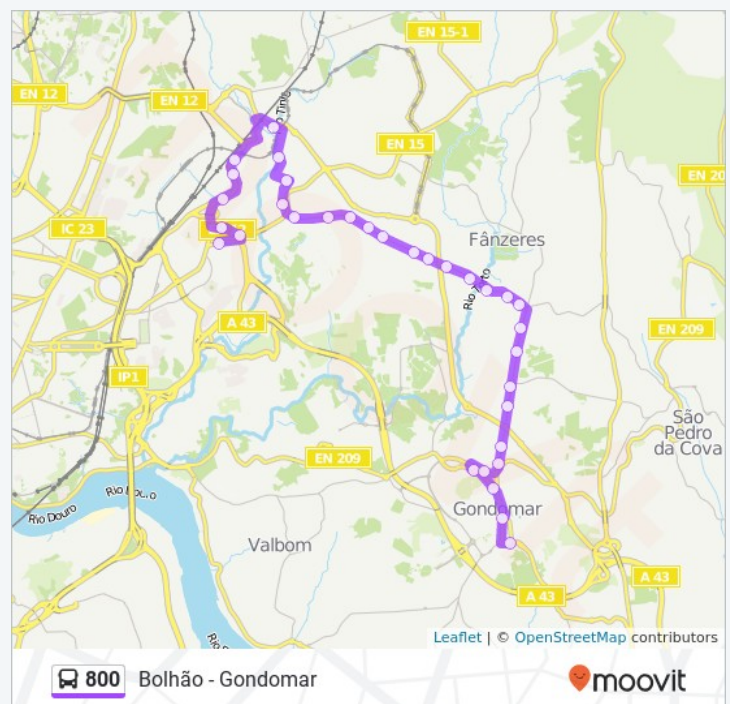 EN 15-1
EN 12
EN 12
EN 15
EN 20
IC 23
Fânzeres
A 43
EN 209
IP1
São
Pedro
da Cova
EN 209
Rio Douro
Gondomar
Valbom
A 43
A 43
Leaflet | © OpenStreetMap contributors
800 Bolhão - Gondomar
moovit